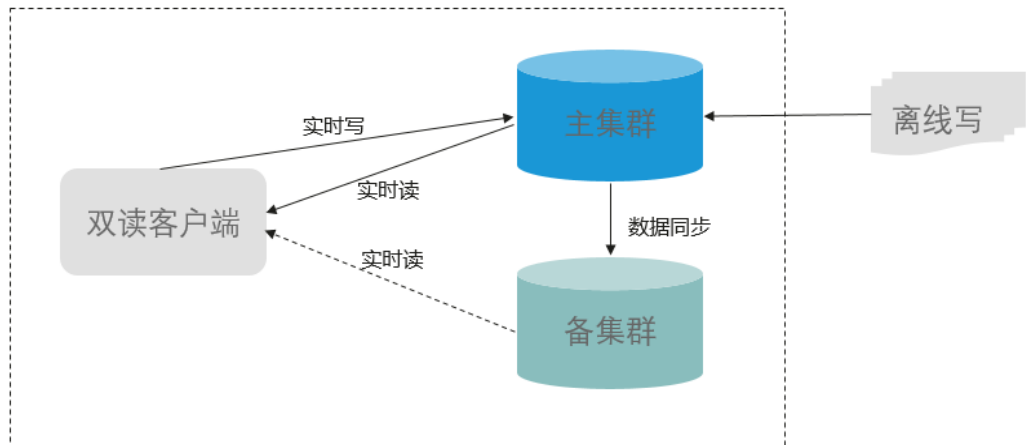 主集群
离线写
实时写
实时读
双读客户端
数据同步
实时读
备集群